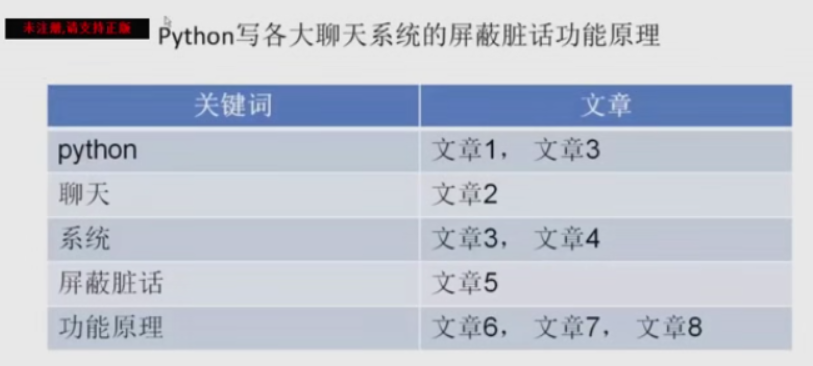 未注册,请支持正版
Python写各大聊天系统的屏蔽脏话功能原理
关键词 文章
python 文章1， 文章3
聊天 文章2
系统 文章3， 文章4
屏蔽脏话 文章5
功能原理 文章6， 文章7， 文章8